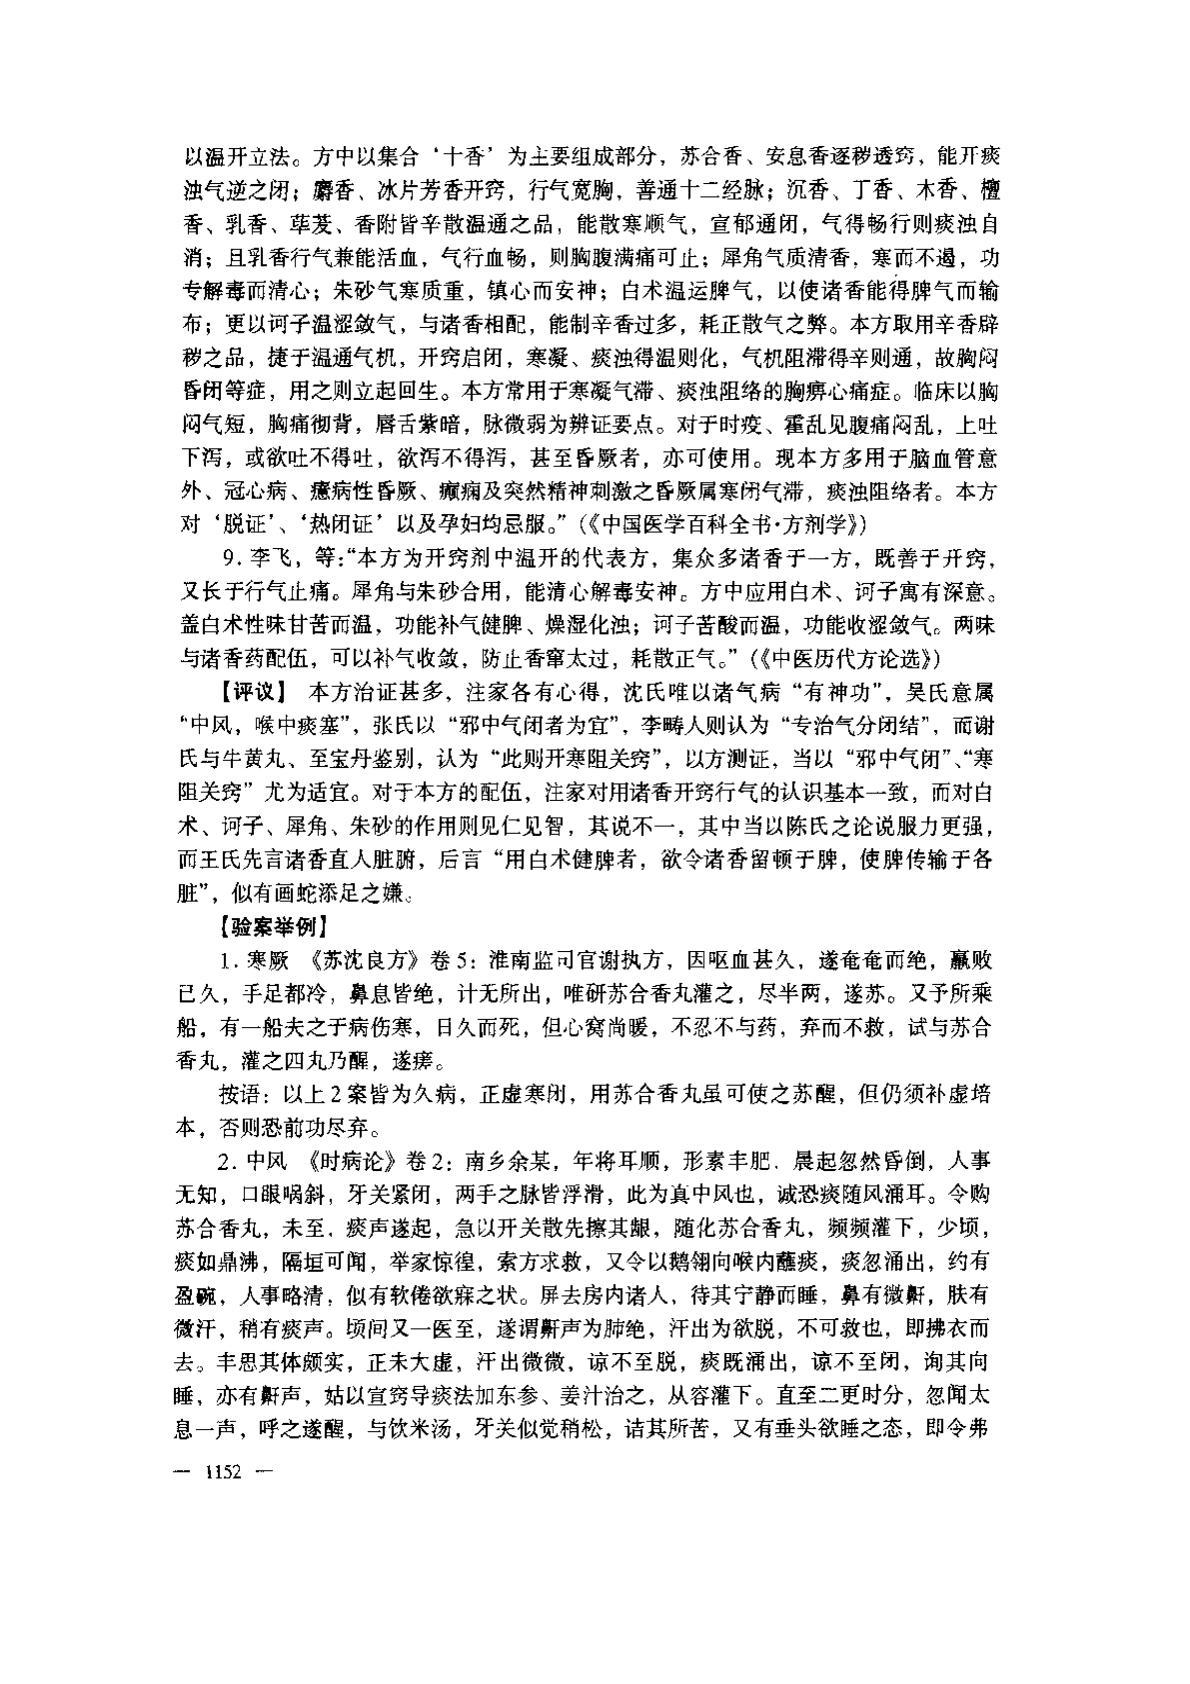 以温开立法。方中以集合‘十香’为主要组成部分，苏合香、安息香逐秽透窍，能开痰
浊气逆之闭；麝香、冰片芳香开窍，行气宽胸，善通十二经脉；沉香、丁香、木香、檀
香、乳香、荜茇、香附皆辛散温通之品，能散寒顺气，宣郁通闭，气得畅行则痰浊自
消；且乳香行气兼能活血，气行血畅，则胸腹满痛可止；犀角气质清香，寒而不遏，功
专解毒而清心；朱砂气寒质重，镇心而安神；白术温运脾气，以使诸香能得脾气而输
布；更以诃子温涩敛气，与诸香相配，能制辛香过多，耗正散气之弊。本方取用辛香辟
秽之品，捷于温通气机，开窍启闭，寒凝、痰浊得温则化，气机阻滞得辛则通，故胸闷
昏闭等症，用之则立起回生。本方常用于寒凝气滞、痰浊阻络的胸痹心痛症。临床以胸
闷气短，胸痛彻背，唇舌紫暗，脉微弱为辨证要点。对于时疫、霍乱见腹痛闷乱，上吐
下泻，或欲吐不得吐，欲泻不得泻，甚至昏厥者，亦可使用。现本方多用于脑血管意
外、冠心病、癔病性昏厥、癫痫及突然精神刺激之昏厥属寒闭气滞，痰浊阻络者。本方
对‘脱证’、‘热闭证’以及孕妇均忌服。”(《中国医学百科全书·方剂学》)
9. 李飞，等：“本方为开窍剂中温开的代表方，集众多诸香于一方，既善于开窍，
又长于行气止痛。犀角与朱砂合用，能清心解毒安神。方中应用白术、诃子寓有深意。
盖白术性味甘苦而温，功能补气健脾、燥湿化浊；诃子苦酸而温，功能收涩敛气。两味
与诸香药配伍，可以补气收敛，防止香窜太过，耗散正气。”(《中医历代方论选》)
【评议】 本方治证甚多，注家各有心得，沈氏唯以诸气病“有神功”，吴氏意属
“中风，喉中痰塞”，张氏以“邪中气闭者为宜”，李畴人则认为“专治气分闭结”，而谢
氏与牛黄丸、至宝丹鉴别，认为“此则开寒阻关窍”，以方测证，当以“邪中气闭”、“寒
阻关窍”尤为适宜。对于本方的配伍，注家对用诸香开窍行气的认识基本一致，而对白
术、诃子、犀角、朱砂的作用则见仁见智，其说不一，其中当以陈氏之论说服力更强，
而王氏先言诸香直人脏腑，后言“用白术健脾者，欲令诸香留顿于脾，使脾传输于各
脏”，似有画蛇添足之嫌。
【验案举例】
1. 寒厥 《苏沈良方》卷 5：淮南监司官谢执方，因呕血甚久，遂奄奄而绝，羸败
已久，手足都冷，鼻息皆绝，计无所出，唯研苏合香丸灌之，尽半两，遂苏。又予所乘
船，有一船夫之于病伤寒，日久而死，但心窝尚暖，不忍不与药，弃而不救，试与苏合
香丸，灌之四丸乃醒，遂瘥。
按语：以上 2 案皆为久病，正虚寒闭，用苏合香丸虽可使之苏醒，但仍须补虚培
本，否则恐前功尽弃。
2. 中风 《时病论》卷 2：南乡余某，年将耳顺，形素丰肥，晨起忽然昏倒，人事
无知，口眼㖞斜，牙关紧闭，两手之脉皆浮滑，此为真中风也，诚恐痰随风涌耳。令购
苏合香丸，未至，痰声遂起，急以开关散先擦其龈，随化苏合香丸，频频灌下，少顷，
痰如鼎沸，隔垣可闻，举家惊徨，索方求救，又令以鹅翎向喉内蘸痰，痰忽涌出，约有
盈碗，人事略清，似有软倦欲寐之状。屏去房内诸人，待其宁静而睡，鼻有微鼾，肤有
微汗，稍有痰声。顷间又一医至，遂谓鼾声为肺绝，汗出为欲脱，不可救也，即拂衣而
去。丰思其体颇实，正未大虚，汗出微微，谅不至脱，痰既涌出，谅不至闭，询其向
睡，亦有鼾声，姑以宣窍导痰法加东参、姜汁治之，从容灌下。直至二更时分，忽闻太
息一声，呼之遂醒，与饮米汤，牙关似觉稍松，诘其所苦，又有垂头欲睡之态，即令弗
— 1152 —